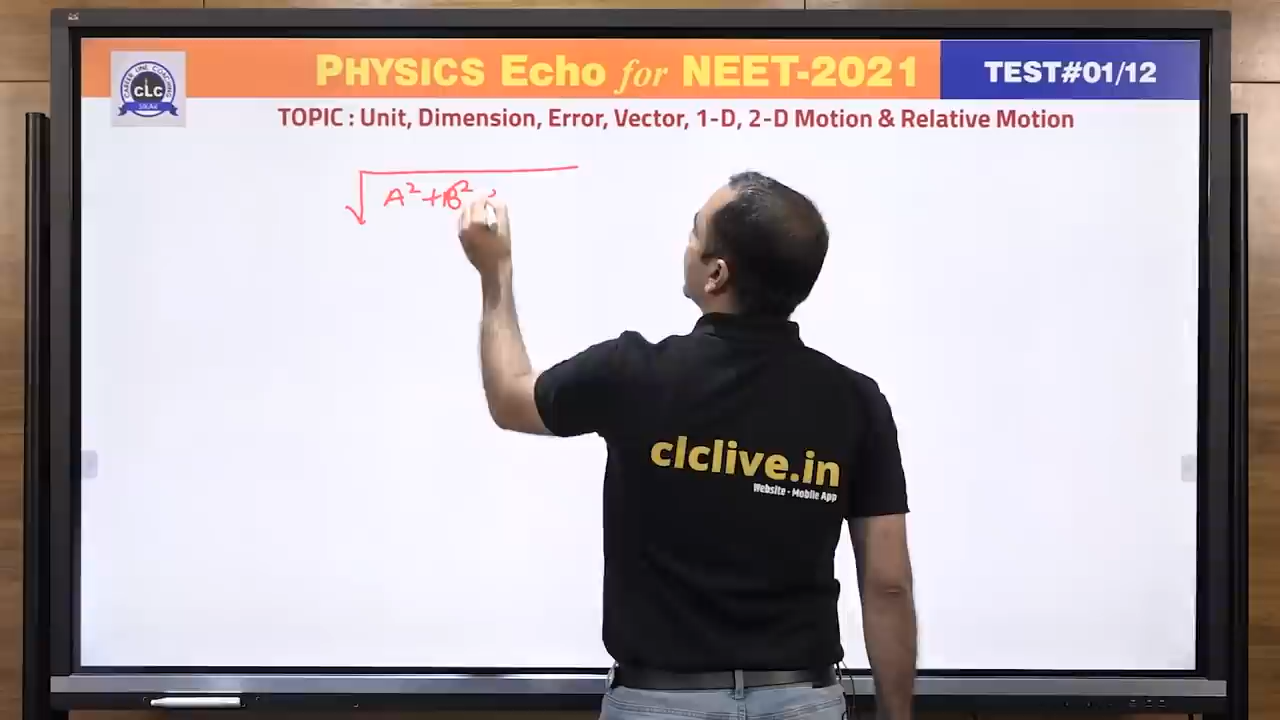 PHYSICS Echo for NEET-2021
TEST#01/12
CLC
TOPIC : Unit, Dimension, Error, Vector, 1-D, 2-D Motion & Relative Motion
√A²+B²
clclive.in
Website - Mobile App